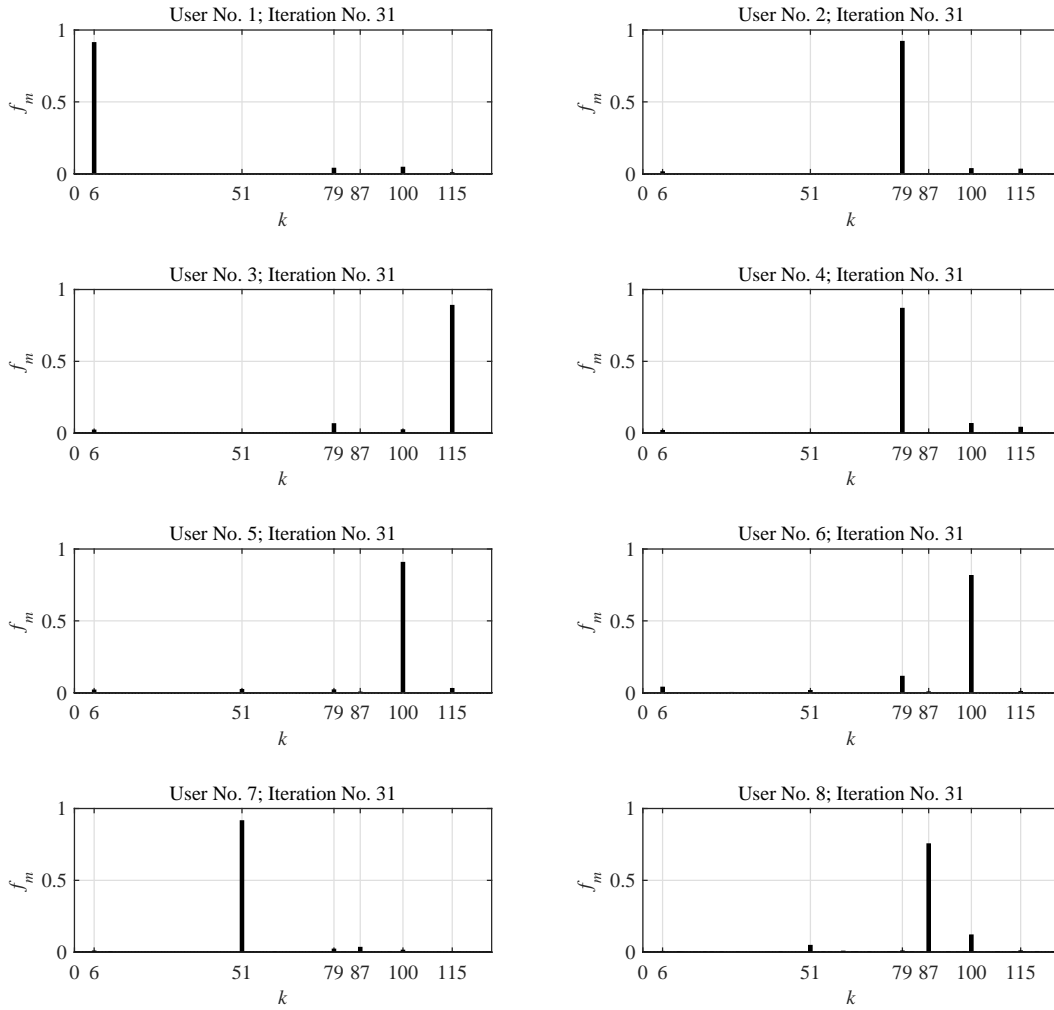 User No. 1; Iteration No. 31
1
0.5
0
f_m
0 6 51 79 87 100 115
k
User No. 2; Iteration No. 31
1
0.5
0
f_m
0 6 51 79 87 100 115
k
User No. 3; Iteration No. 31
1
0.5
0
f_m
0 6 51 79 87 100 115
k
User No. 4; Iteration No. 31
1
0.5
0
f_m
0 6 51 79 87 100 115
k
User No. 5; Iteration No. 31
1
0.5
0
f_m
0 6 51 79 87 100 115
k
User No. 6; Iteration No. 31
1
0.5
0
f_m
0 6 51 79 87 100 115
k
User No. 7; Iteration No. 31
1
0.5
0
f_m
0 6 51 79 87 100 115
k
User No. 8; Iteration No. 31
1
0.5
0
f_m
0 6 51 79 87 100 115
k